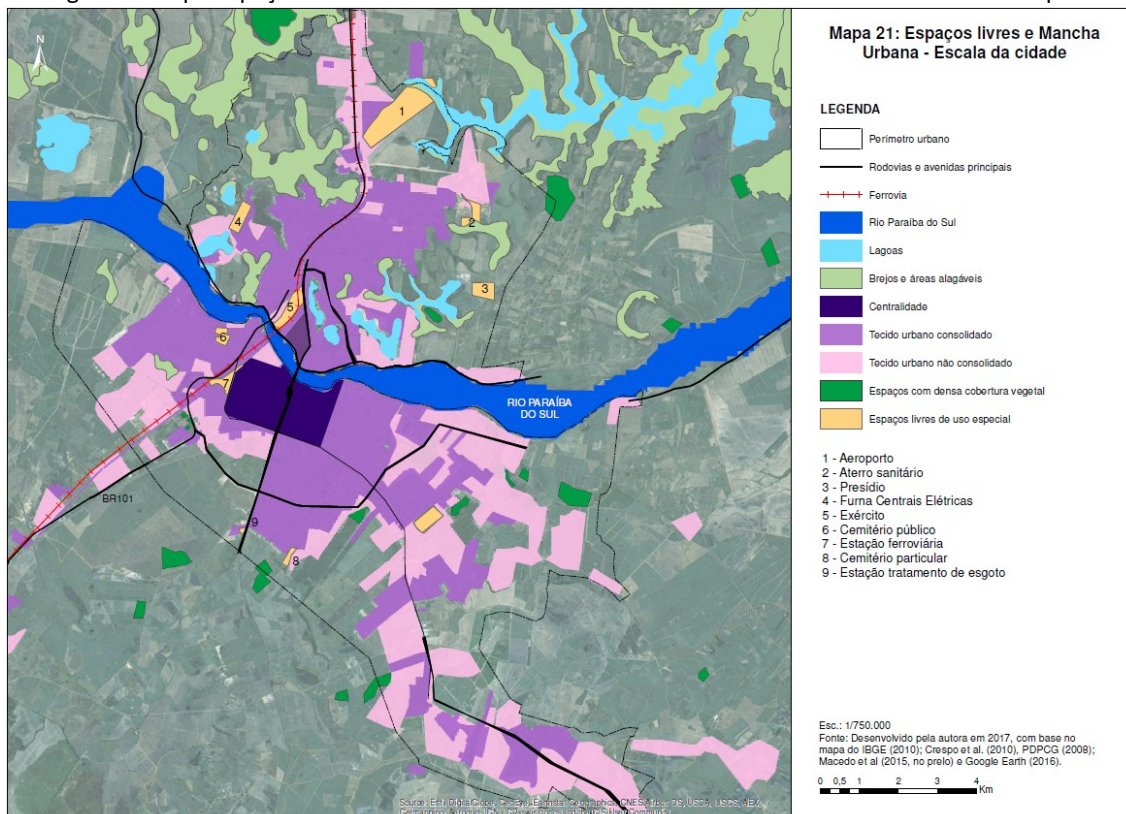 Mapa 21: Espaços livres e Mancha
Urbana - Escala da cidade
LEGENDA
Perímetro urbano
Rodovias e avenidas principais
Ferrovia
Rio Paraíba do Sul
Lagoas
Brejos e áreas alagáveis
Centralidade
Tecido urbano consolidado
Tecido urbano não consolidado
Espaços com densa cobertura vegetal
Espaços livres de uso especial
1 - Aeroporto
2 - Aterro sanitário
3 - Presídio
4 - Furna Centrais Elétricas
5 - Exército
6 - Cemitério público
7 - Estação ferroviária
8 - Cemitério particular
9 - Estação tratamento de esgoto
Esc.: 1/750.000
Fonte: Desenvolvido pela autora em 2017, com base no
mapa do IBGE (2010); Crespo et al. (2010), PDPCG (2008);
Macedo et al (2015, no prelo) e Google Earth (2016).
0 0,5 1 2 3 4
Km
N
1
2
3
4
5
6
7
RIO PARAÍBA
DO SUL
BR101
9
8